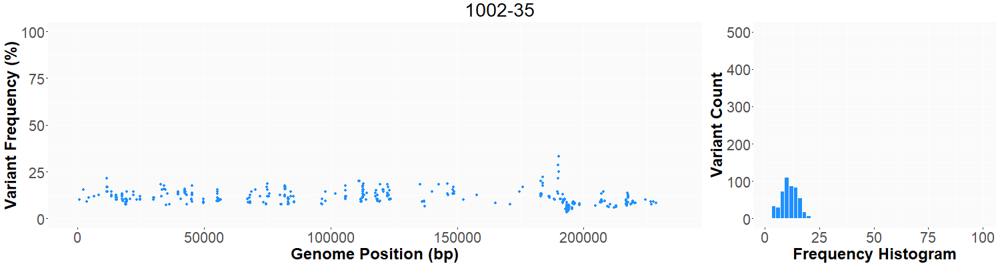 1002-35
Variant Frequency (%)
100
75
50
25
0
0 50000 100000 150000 200000
Genome Position (bp)
Variant Count
500
400
300
200
100
0
0 25 50 75 100
Frequency Histogram